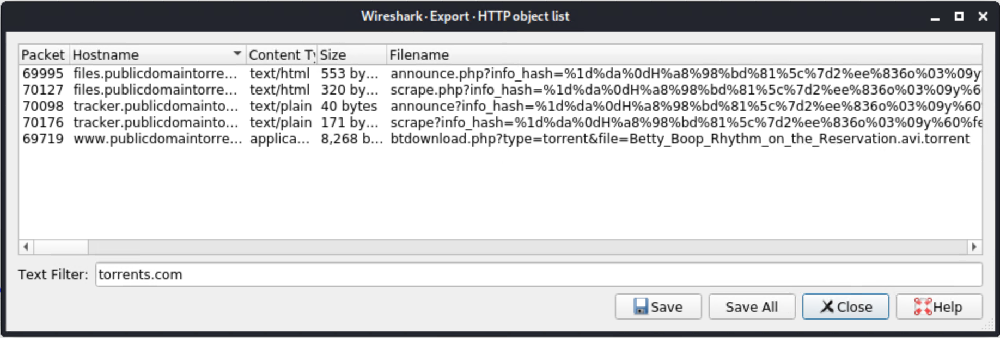 Wireshark · Export · HTTP object list
Packet Hostname Content Ty Size Filename
69995 files.publicdomaintorre... text/html 553 by... announce.php?info_hash=%1d%da%0dH%a8%98%bd%81%5c%7d2%ee%836o%03%09y
70127 files.publicdomaintorre... text/html 320 by... scrape.php?info_hash=%1d%da%0dH%a8%98%bd%81%5c%7d2%ee%836o%03%09y%6
70098 tracker.publicdomainto... text/plain 40 bytes announce?info_hash=%1d%da%0dH%a8%98%bd%81%5c%7d2%ee%836o%03%09y%60
70176 tracker.publicdomainto... text/plain 171 by... scrape?info_hash=%1d%da%0dH%a8%98%bd%81%5c%7d2%ee%836o%03%09y%60%fe
69719 www.publicdomaintorre... applica... 8,268 b... btdownload.php?type=torrent&file=Betty_Boop_Rhythm_on_the_Reservation.avi.torrent
Text Filter: torrents.com
Save Save All Close Help